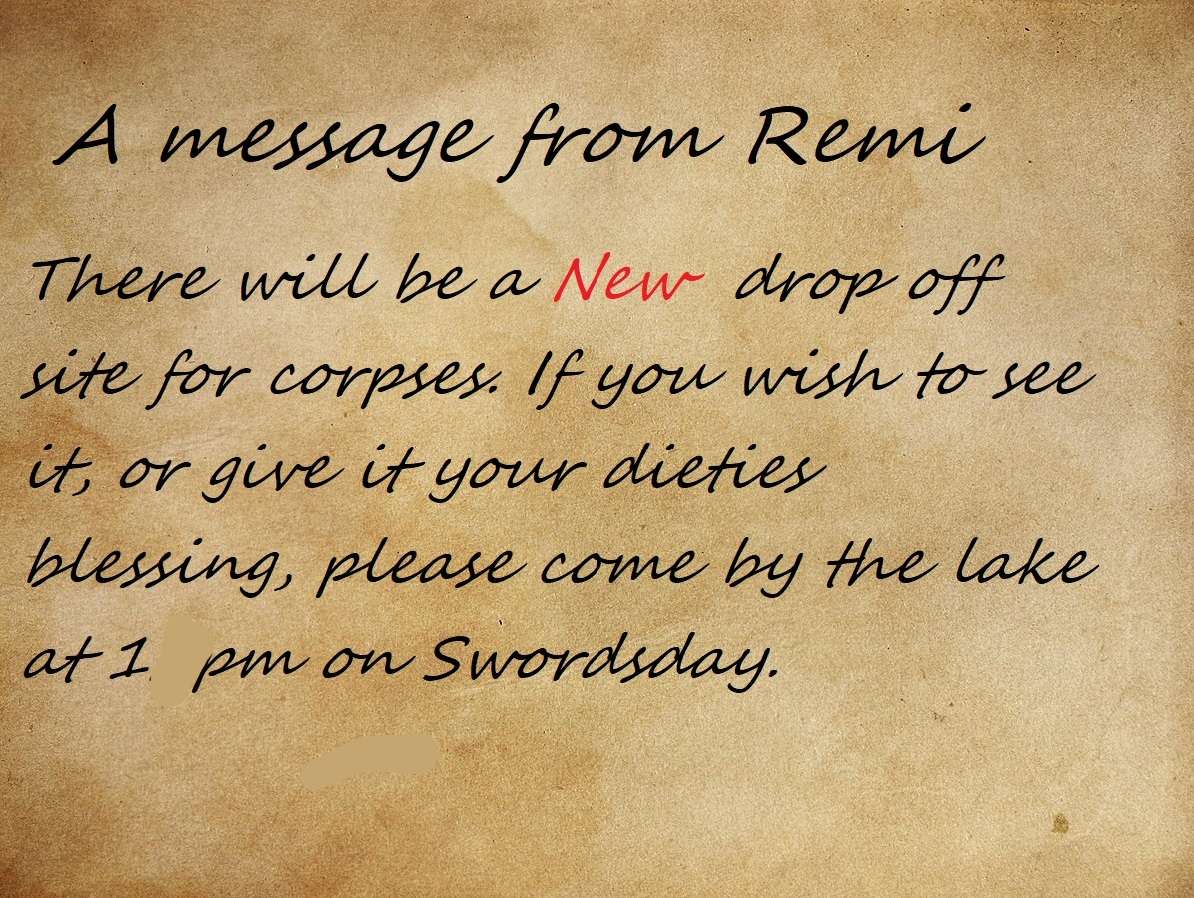 A message from Remi
There will be a New drop off
site for corpses. If you wish to see
it, or give it your dieties
blessing, please come by the lake
at 1 pm on Swordsday.